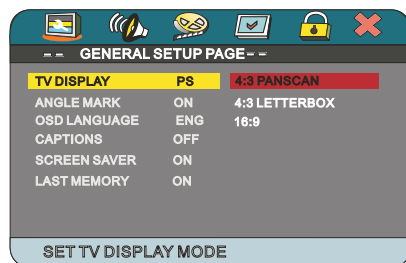 -- GENERAL SETUP PAGE--
TV DISPLAY PS 4:3 PANSCAN
ANGLE MARK ON 4:3 LETTERBOX
OSD LANGUAGE ENG 16:9
CAPTIONS OFF
SCREEN SAVER ON
LAST MEMORY ON
SET TV DISPLAY MODE